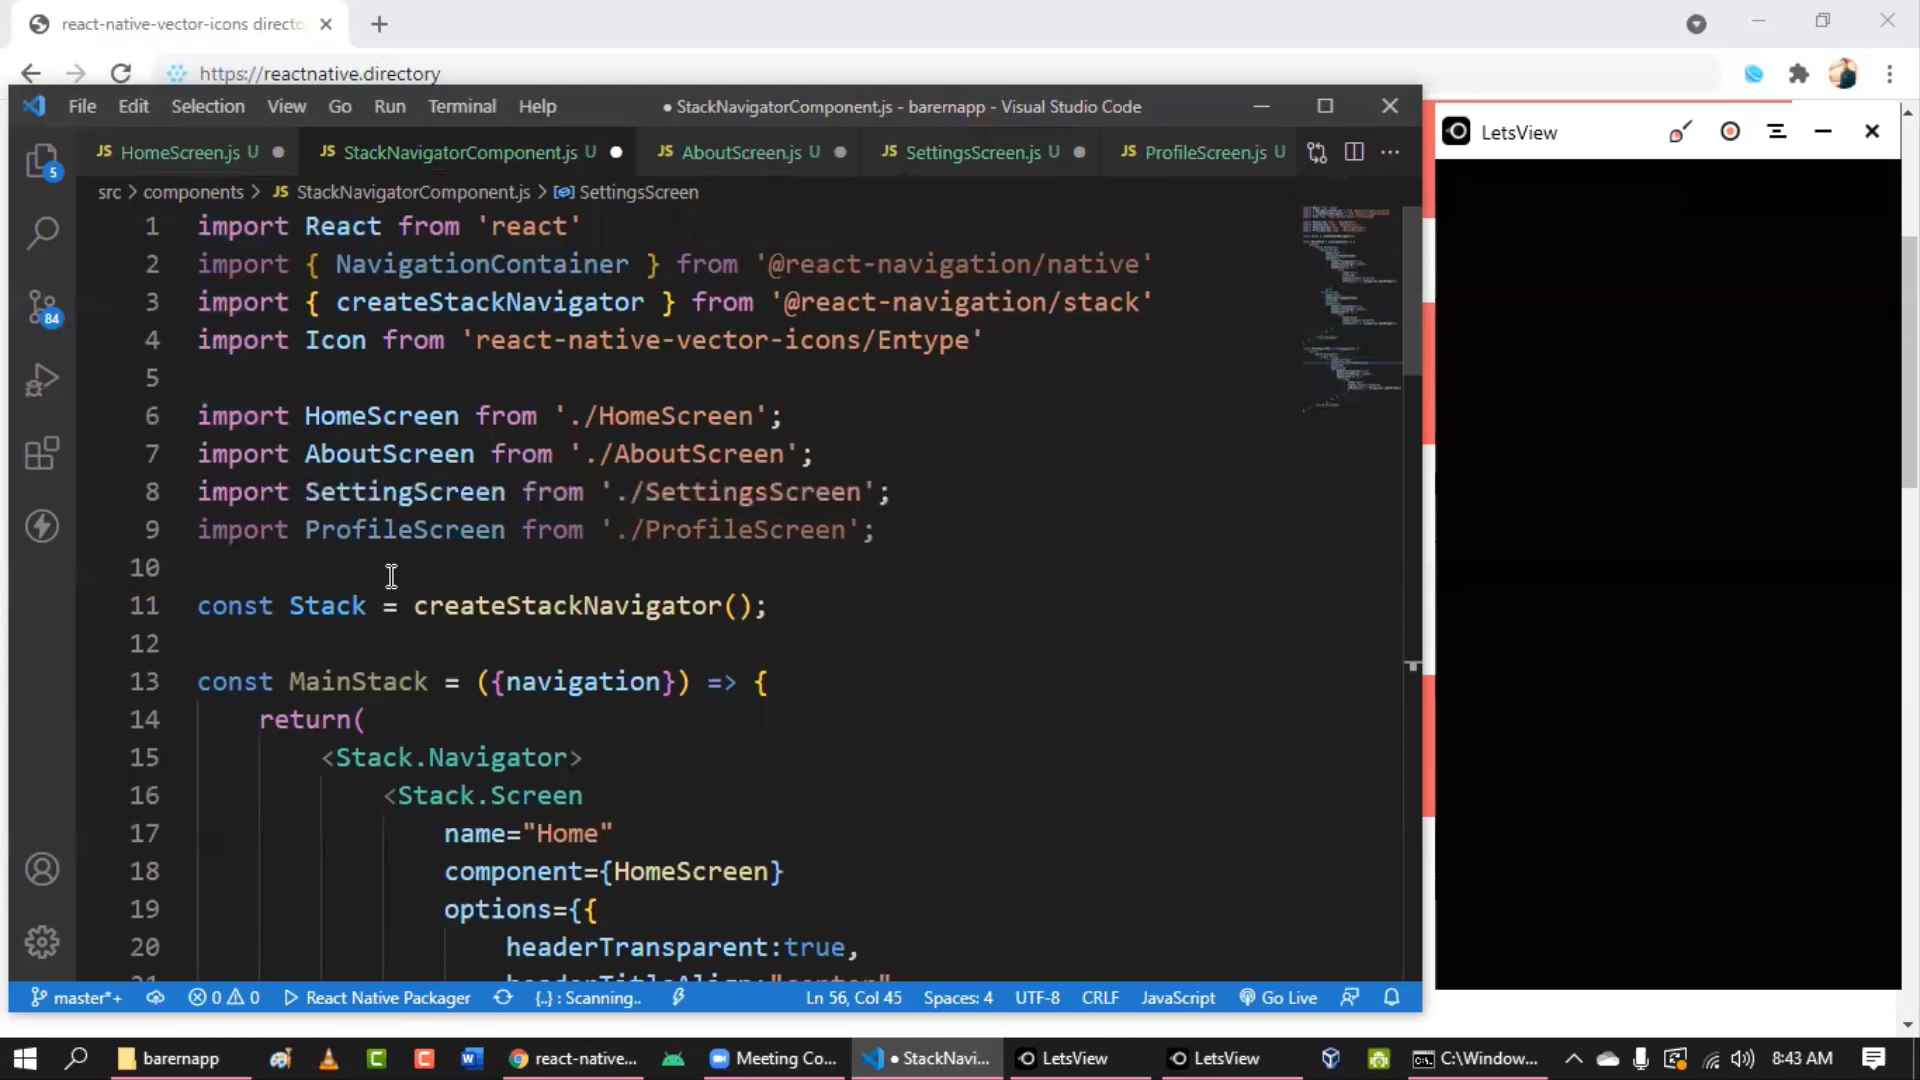 react-native-vector-icons directo
https://reactnative.directory
File Edit Selection View Go Run Terminal Help
● StackNavigatorComponent.js - barernapp - Visual Studio Code
JS HomeScreen.js U
JS StackNavigatorComponent.js U
JS AboutScreen.js U
JS SettingsScreen.js U
JS ProfileScreen.js U
src > components > JS StackNavigatorComponent.js > SettingsScreen
1 import React from 'react'
2 import { NavigationContainer } from '@react-navigation/native'
3 import { createStackNavigator } from '@react-navigation/stack'
4 import Icon from 'react-native-vector-icons/Entype'
5
6 import HomeScreen from './HomeScreen';
7 import AboutScreen from './AboutScreen';
8 import SettingScreen from './SettingsScreen';
9 import ProfileScreen from './ProfileScreen';
10
11 const Stack = createStackNavigator();
12
13 const MainStack = ({navigation}) => {
14 return(
15 <Stack.Navigator>
16 <Stack.Screen
17 name="Home"
18 component={HomeScreen}
19 options={{
20 headerTransparent:true,
5
84
LetsView
master*+ 0 0 React Native Packager {..} : Scanning.. Ln 56, Col 45 Spaces: 4 UTF-8 CRLF JavaScript Go Live
barernapp
react-native...
Meeting Co...
● StackNavi...
LetsView
LetsView
C:\Window...
8:43 AM